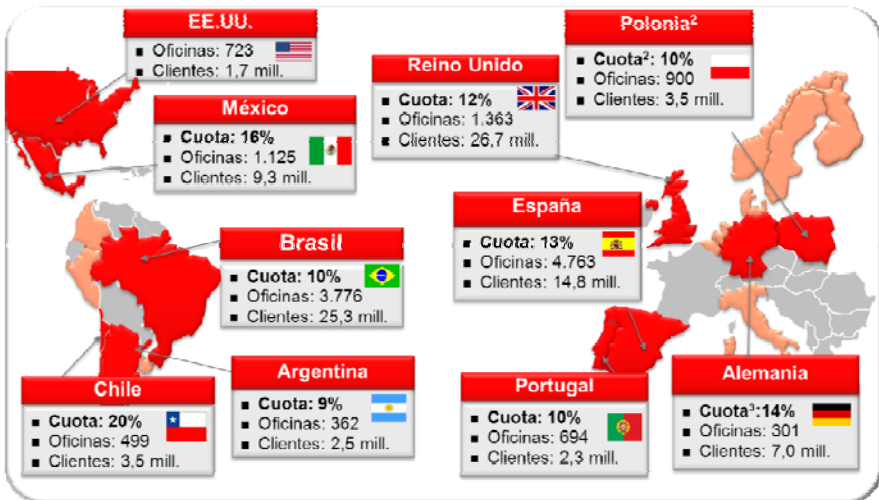 EE.UU.
Oficinas: 723
Clientes: 1,7 mill.
México
Cuota: 16%
Oficinas: 1.125
Clientes: 9,3 mill.
Brasil
Cuota: 10%
Oficinas: 3.776
Clientes: 25,3 mill.
Chile
Cuota: 20%
Oficinas: 499
Clientes: 3,5 mill.
Argentina
Cuota: 9%
Oficinas: 362
Clientes: 2,5 mill.
Reino Unido
Cuota: 12%
Oficinas: 1.363
Clientes: 26,7 mill.
Polonia²
Cuota²: 10%
Oficinas: 900
Clientes: 3,5 mill.
España
Cuota: 13%
Oficinas: 4.763
Clientes: 14,8 mill.
Portugal
Cuota: 10%
Oficinas: 694
Clientes: 2,3 mill.
Alemania
Cuota³:14%
Oficinas: 301
Clientes: 7,0 mill.